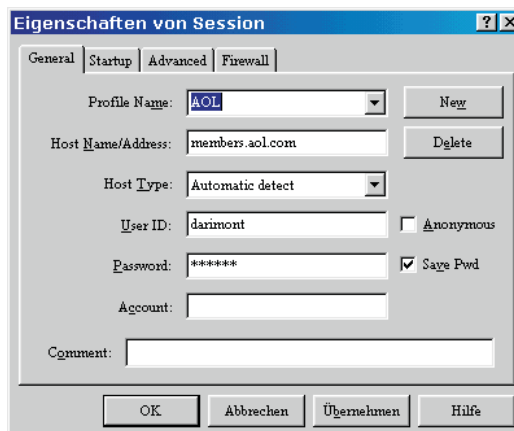 Eigenschaften von Session
General Startup Advanced Firewall
Profile Name: AOL New
Host Name/Address: members.aol.com Delete
Host Type: Automatic detect
User ID: darimont Anonymous
Password: ****** Save Pwd
Account:
Comment:
OK Abbrechen Übernehmen Hilfe